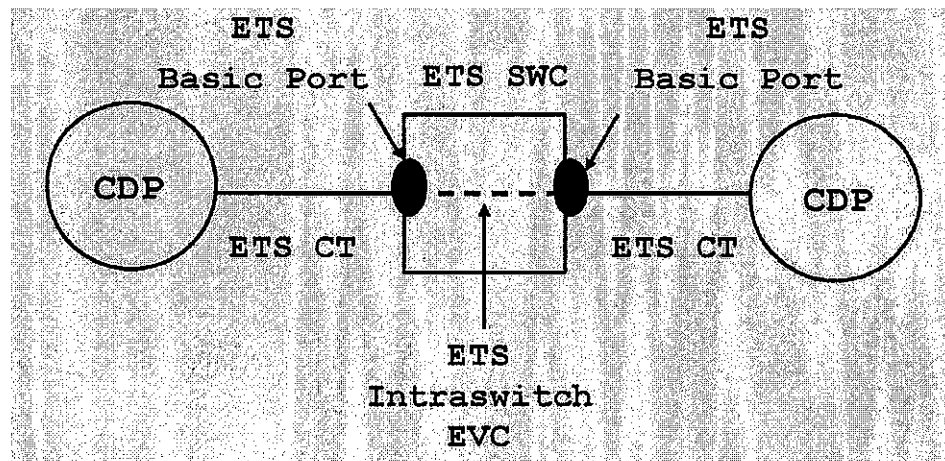 ETS
Basic Port
ETS SWC
ETS
Basic Port
CDP
CDP
ETS CT
ETS CT
ETS
Intraswitch
EVC